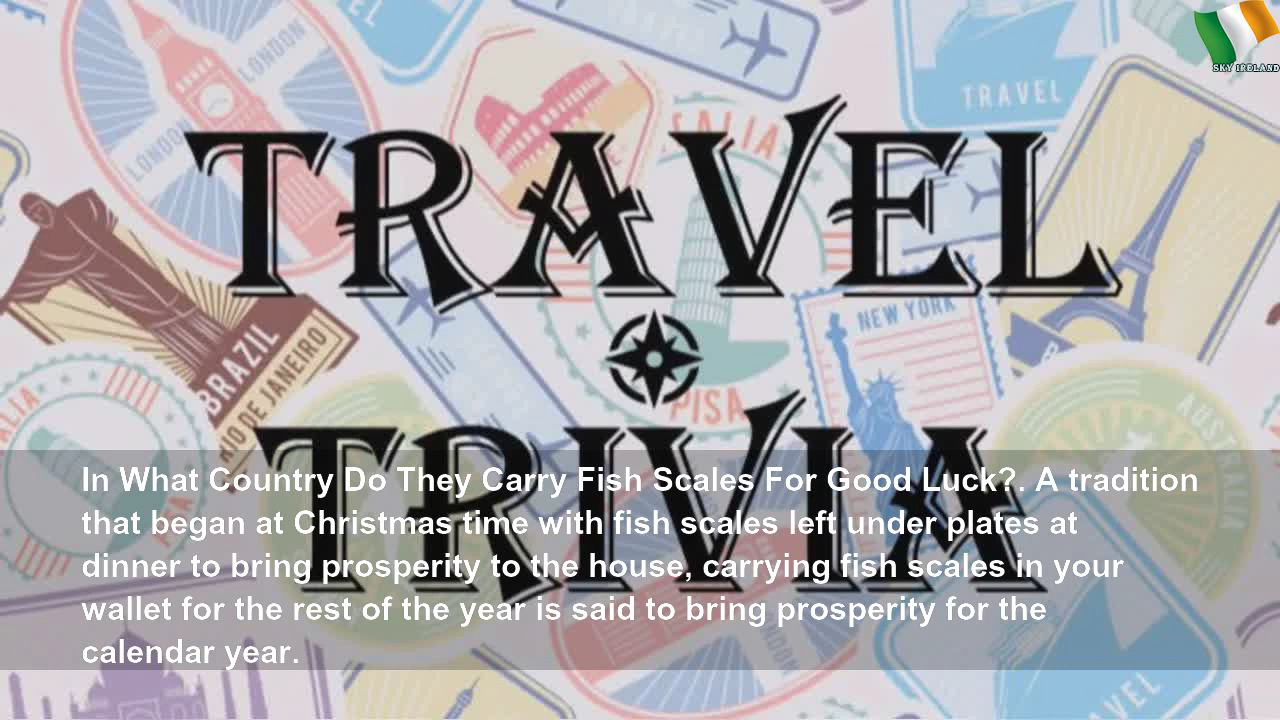 SKY IRELAND
LONDON
LONDON
TRAVEL
ITALIA
TRAVEL
NEW YORK
BRAZIL
RIO DE JANEIRO
PISA
AUSTRALIA
TRIVIA
In What Country Do They Carry Fish Scales For Good Luck?. A tradition
that began at Christmas time with fish scales left under plates at
dinner to bring prosperity to the house, carrying fish scales in your
wallet for the rest of the year is said to bring prosperity for the
calendar year.